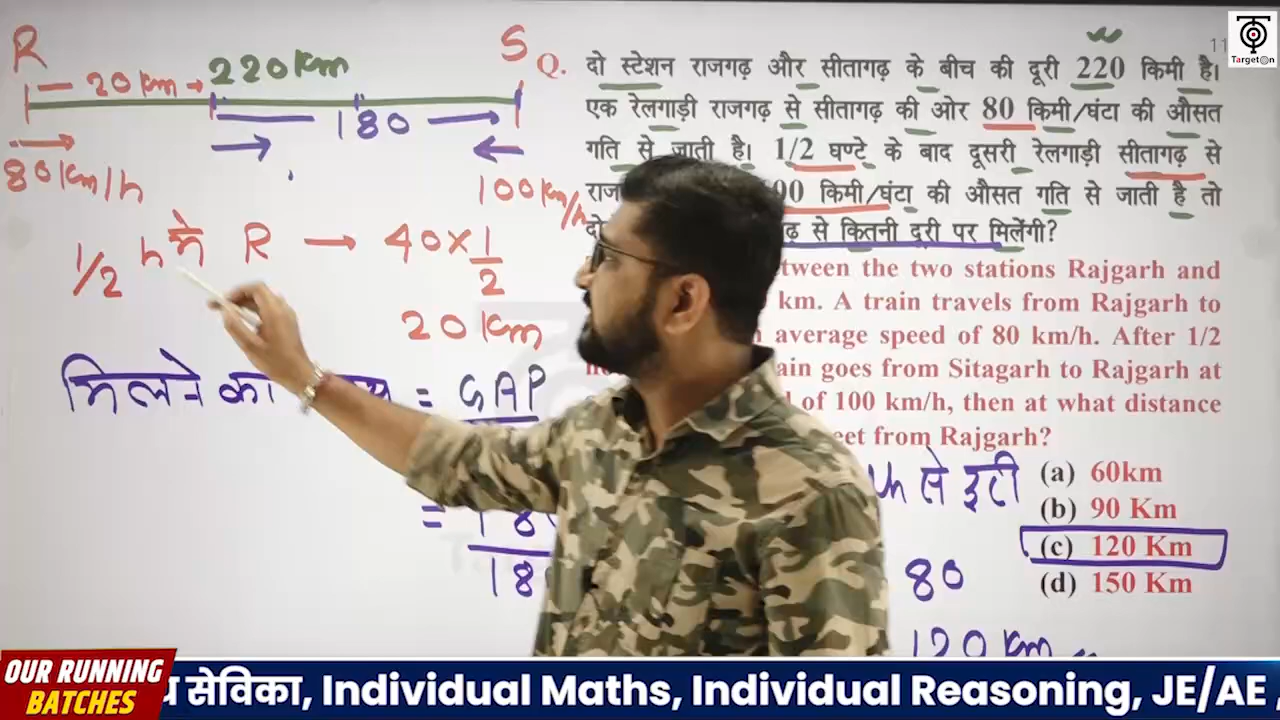 R
S
20 Km
220 Km
180
80 Km/h
100 Km/h
1/2 h में R → 40 × 1/2
20 Km
मिलने का = GAP
=
18
80
120 Km
से
Q. दो स्टेशन राजगढ़ और सीतागढ़ के बीच की दूरी 220 किमी है।
एक रेलगाड़ी राजगढ़ से सीतागढ़ की ओर 80 किमी/घंटा की औसत
गति से जाती है। 1/2 घण्टे के बाद दूसरी रेलगाड़ी सीतागढ़ से
00 किमी/घंटा की औसत गति से जाती है तो
से कितनी दूरी पर मिलेंगी?
tween the two stations Rajgarh and
km. A train travels from Rajgarh to
average speed of 80 km/h. After 1/2
ain goes from Sitagarh to Rajgarh at
of 100 km/h, then at what distance
eet from Rajgarh?
(a) 60km
(b) 90 Km
(c) 120 Km
(d) 150 Km
11
TargetOn
OUR RUNNING
BATCHES
सेविका, Individual Maths, Individual Reasoning, JE/AE